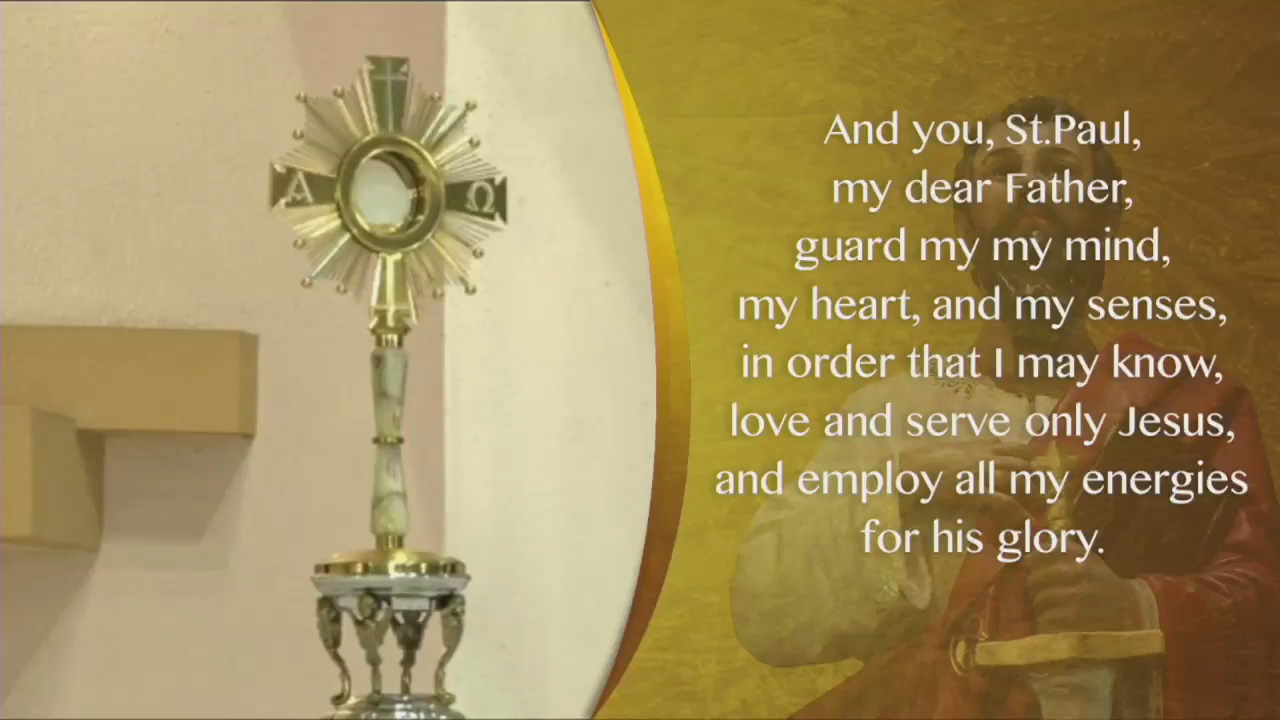 Α Ω
And you, St.Paul,
my dear Father,
guard my my mind,
my heart, and my senses,
in order that I may know,
love and serve only Jesus,
and employ all my energies
for his glory.